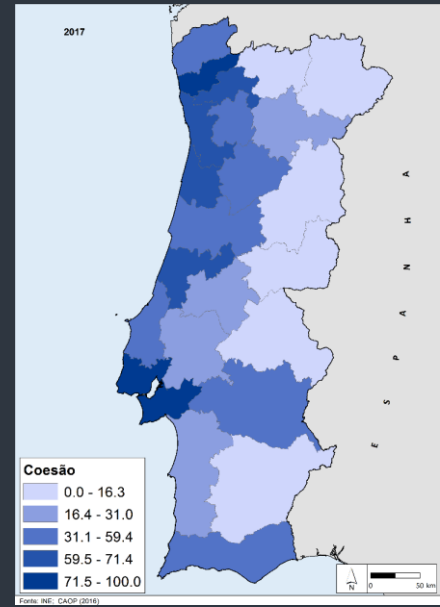 2017
E S P A N H A
Coesão
0.0 - 16.3
16.4 - 31.0
31.1 - 59.4
59.5 - 71.4
71.5 - 100.0
N
0 50 km
Fonte: INE; CAOP (2016)